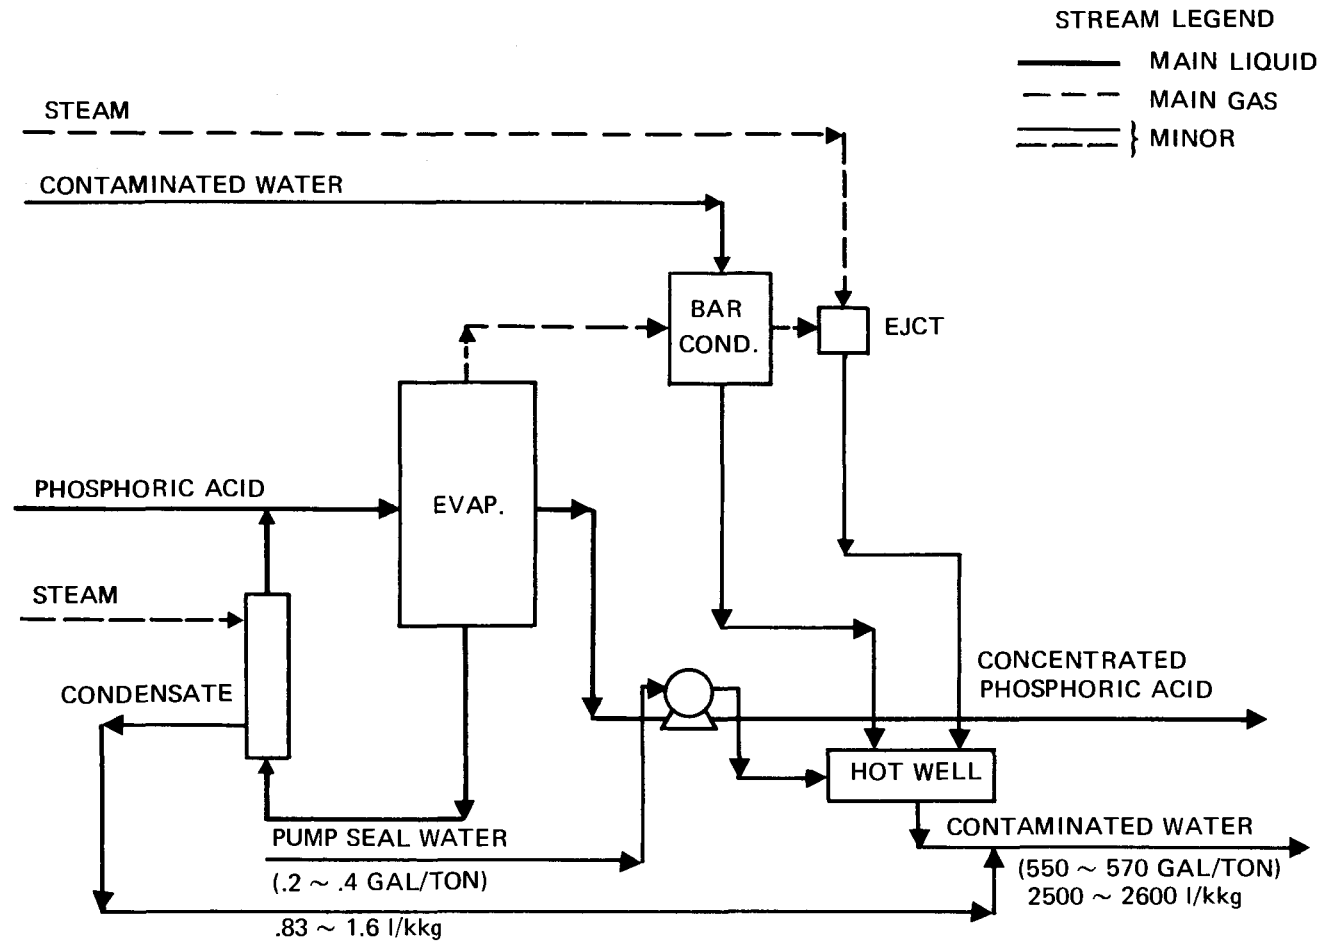 STREAM LEGEND
MAIN LIQUID
MAIN GAS
MINOR
STEAM
CONTAMINATED WATER
BAR
COND.
EJCT
PHOSPHORIC ACID
EVAP.
STEAM
CONDENSATE
CONCENTRATED
PHOSPHORIC ACID
HOT WELL
PUMP SEAL WATER
(.2 ~ .4 GAL/TON)
.83 ~ 1.6 l/kkg
CONTAMINATED WATER
(550 ~ 570 GAL/TON)
2500 ~ 2600 l/kkg